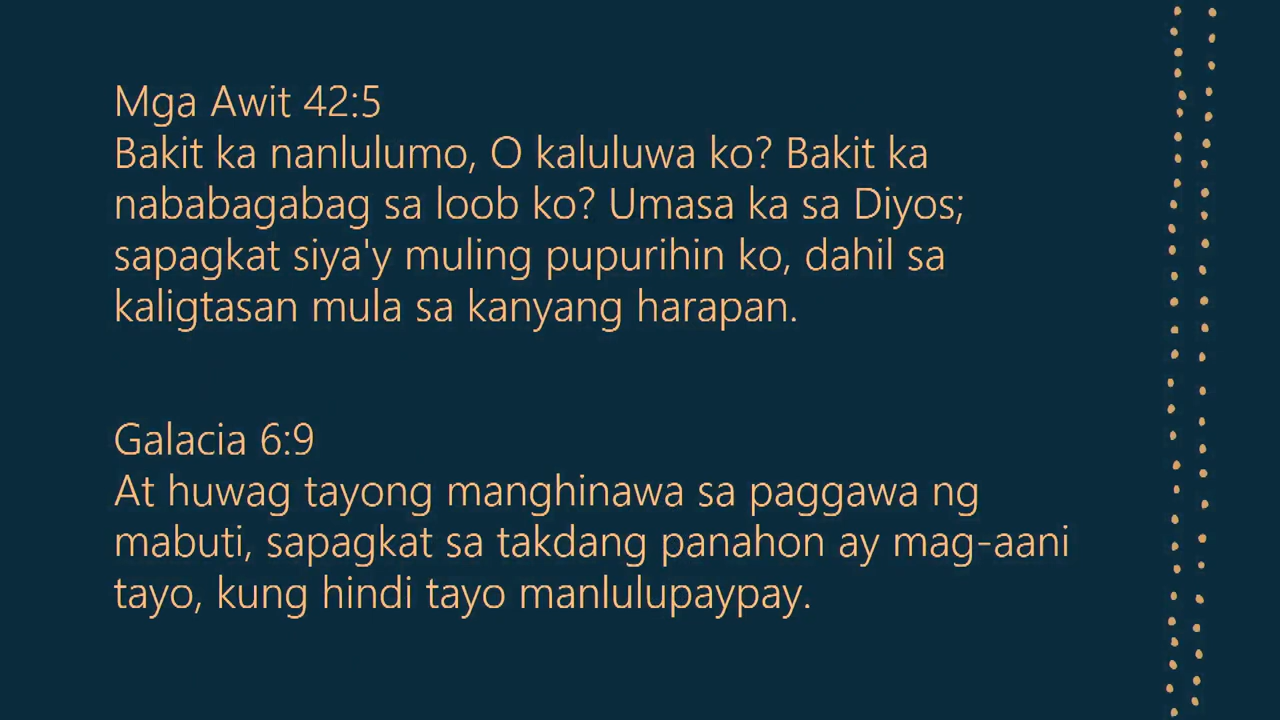 Mga Awit 42:5
Bakit ka nanlulumo, O kaluluwa ko? Bakit ka
nababagabag sa loob ko? Umasa ka sa Diyos;
sapagkat siya'y muling pupurihin ko, dahil sa
kaligtasan mula sa kanyang harapan.
Galacia 6:9
At huwag tayong manghinawa sa paggawa ng
mabuti, sapagkat sa takdang panahon ay mag-aani
tayo, kung hindi tayo manlulupaypay.